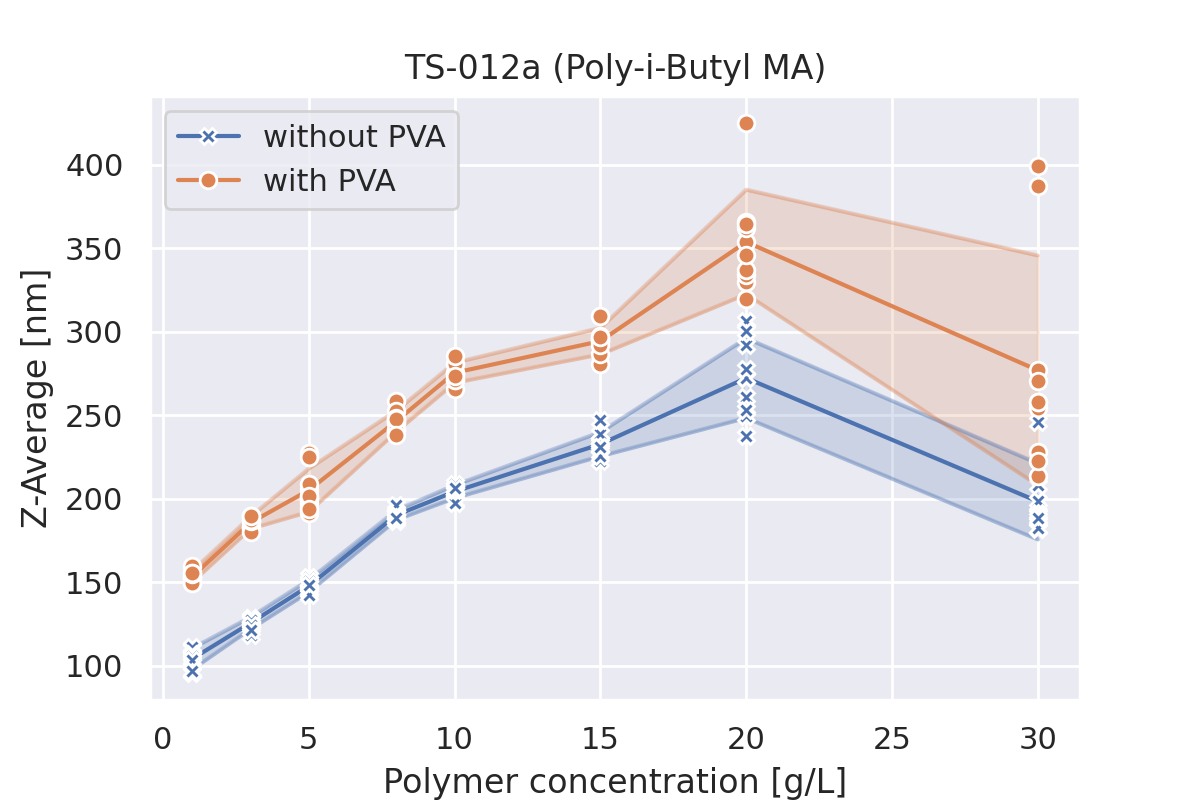 TS-012a (Poly-i-Butyl MA)
without PVA
with PVA
Z-Average [nm]
400
350
300
250
200
150
100
0 5 10 15 20 25 30
Polymer concentration [g/L]